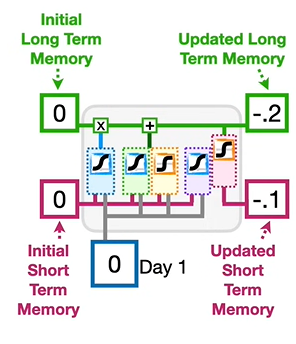 Initial
Long Term
Memory
Updated Long
Term Memory
0
-.2
x
+
0
-.1
Initial
Short
Term
Memory
0
Day 1
Updated
Short
Term
Memory